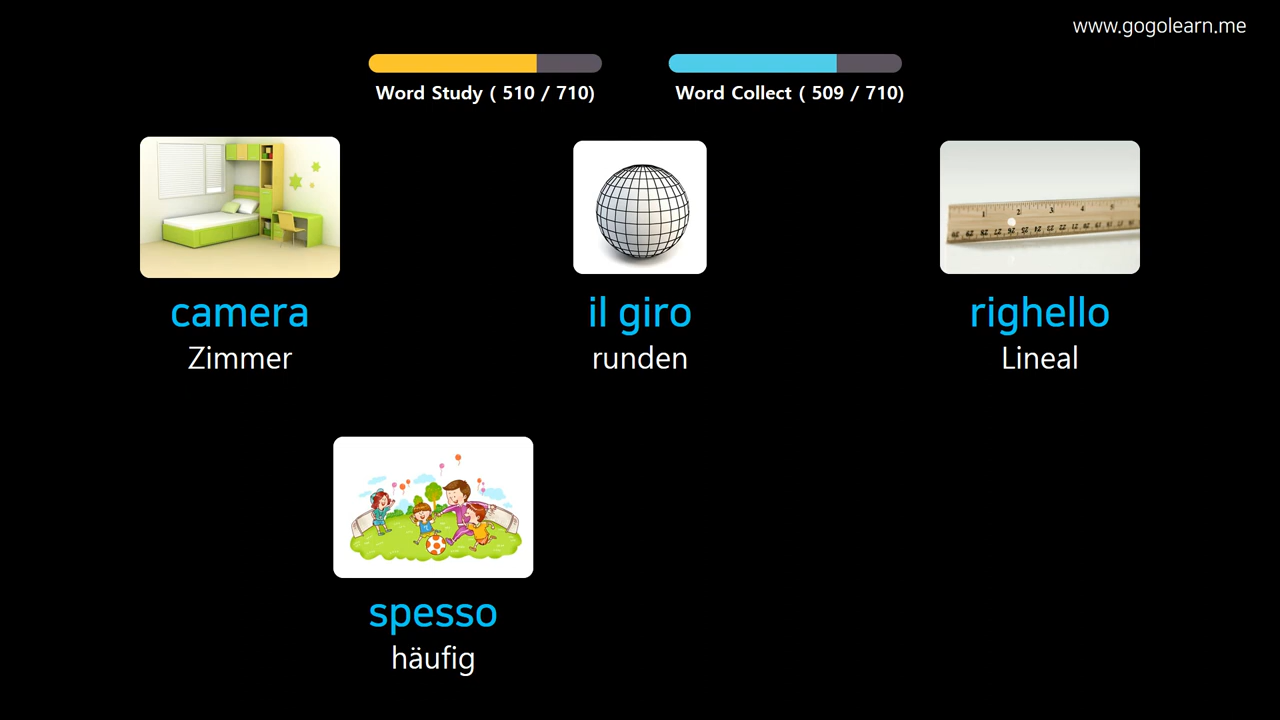 www.gogolearn.me
Word Study ( 510 / 710)
Word Collect ( 509 / 710)
camera
Zimmer
il giro
runden
righello
Lineal
spesso
häufig